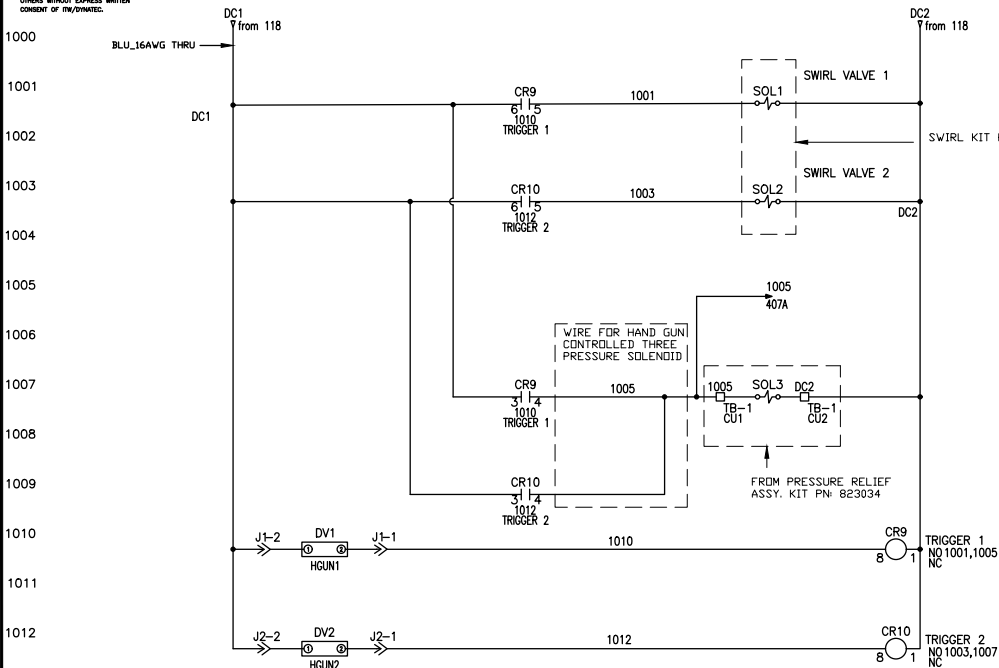 OTHERS WITHOUT EXPRESS WRITTEN
CONSENT OF ITW/DYNATEC.
DC1
from 118
DC2
from 118
1000
BLU_16AWG THRU
1001
SWIRL VALVE 1
CR9
6 5
1010
TRIGGER 1
1001
SOL1
DC1
1002
SWIRL KIT
1003
SWIRL VALVE 2
CR10
6 5
1012
TRIGGER 2
1003
SOL2
DC2
1004
1005
1005
407A
1006
WIRE FOR HAND GUN
CONTROLLED THREE
PRESSURE SOLENOID
1007
CR9
3 4
1010
TRIGGER 1
1005
1005
SOL3
DC2
TB-1
CU1
TB-1
CU2
1008
1009
CR10
3 4
1012
TRIGGER 2
FROM PRESSURE RELIEF
ASSY. KIT PN: 823034
1010
J1-2
DV1
1 2
HGUN1
J1-1
1010
CR9
8 1
TRIGGER 1
NO 1001,1005
NC
1011
1012
J2-2
DV2
1 2
HGUN2
J2-1
1012
CR10
8 1
TRIGGER 2
NO 1003,1007
NC